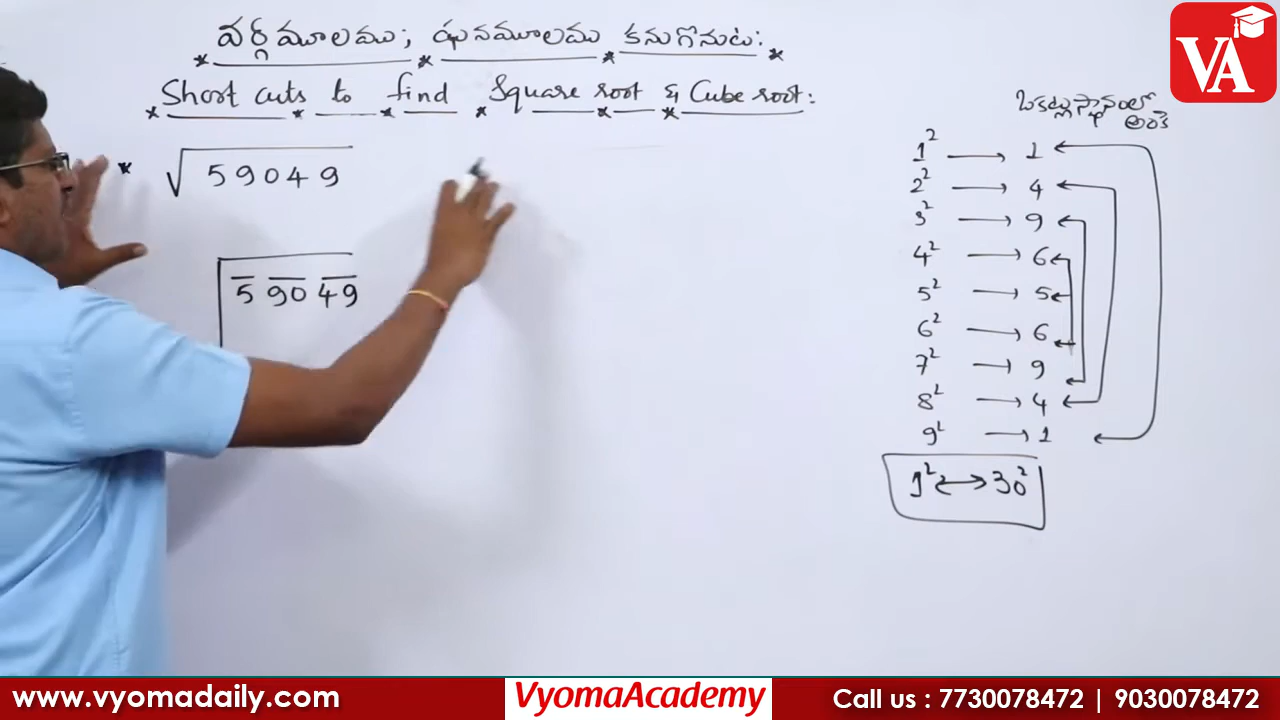 వర్గమూలము; ఘనమూలము కనుగొనుట:
Short cuts to find Square root & Cube root:
√59049
5 90 49
ఒకట్లస్థానంలో
అంకె
1² → 1
2² → 4
3² → 9
4² → 6
5² → 5
6² → 6
7² → 9
8² → 4
9² → 1
1² ↔ 30²
VA
www.vyomadaily.com
VyomaAcademy
Call us : 7730078472 | 9030078472